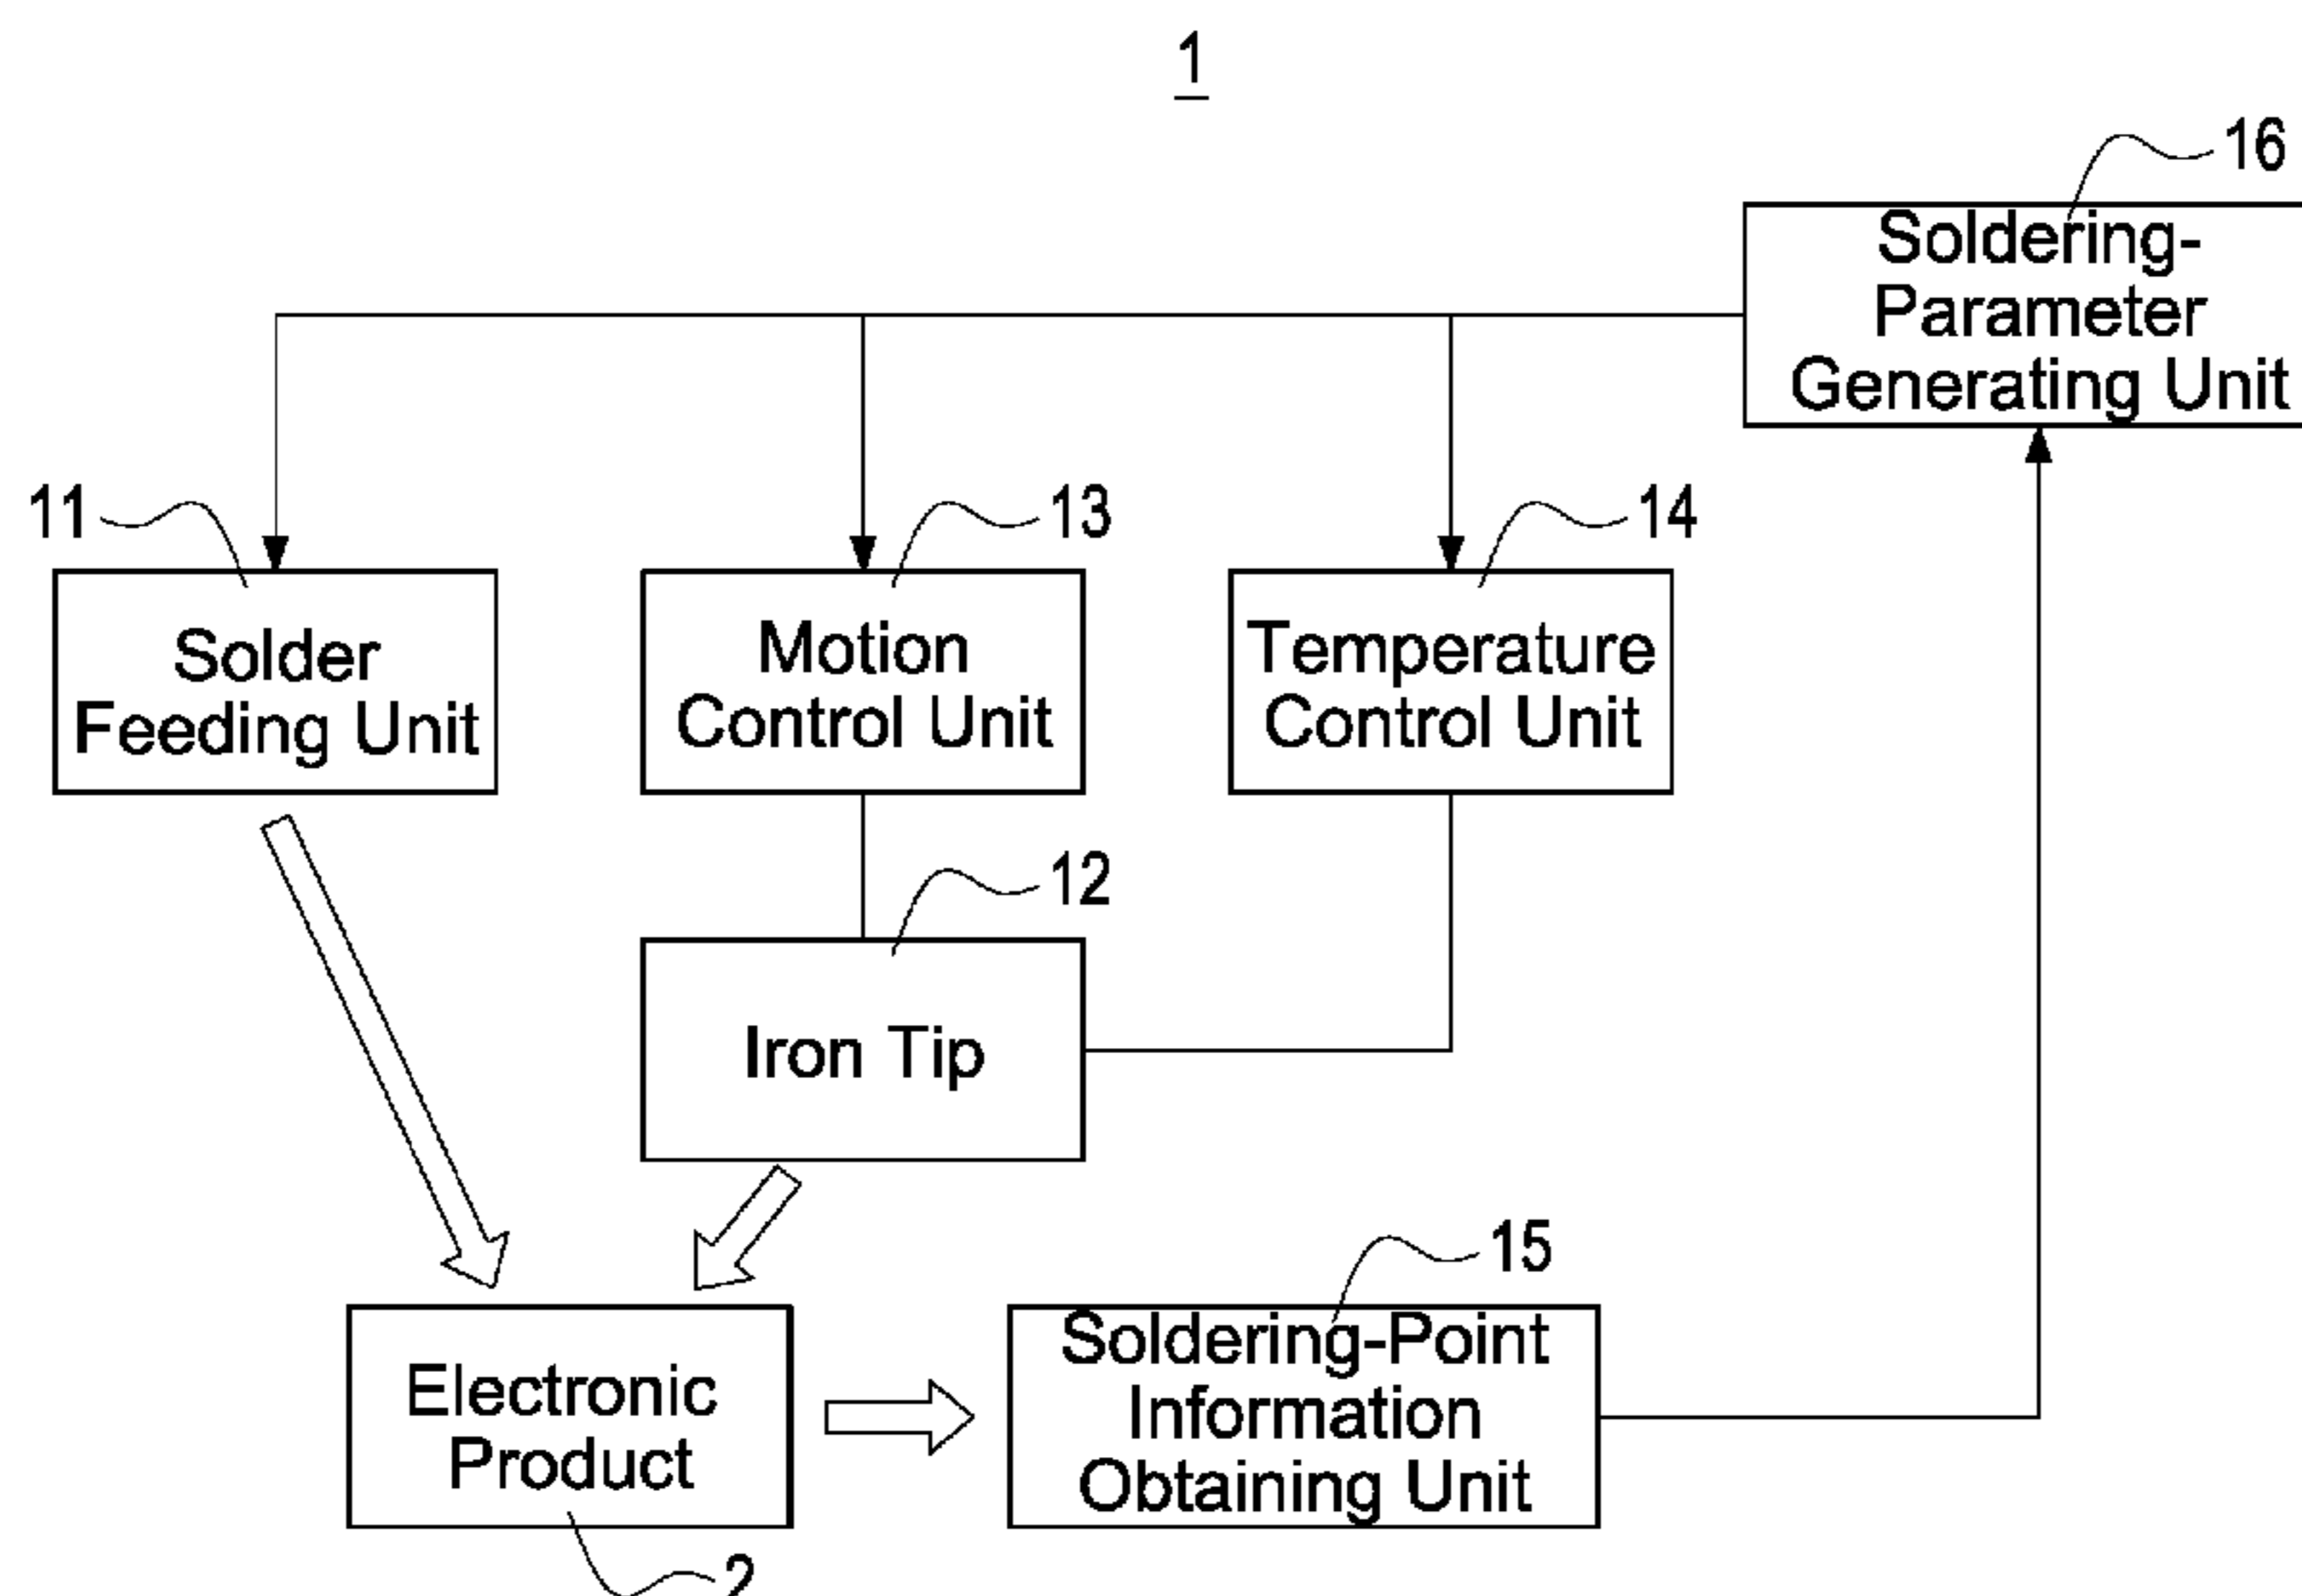 1
16
Soldering-
Parameter
Generating Unit
11
13
14
Solder
Feeding Unit
Motion
Control Unit
Temperature
Control Unit
12
Iron Tip
15
Electronic
Product
Soldering-Point
Information
Obtaining Unit
2